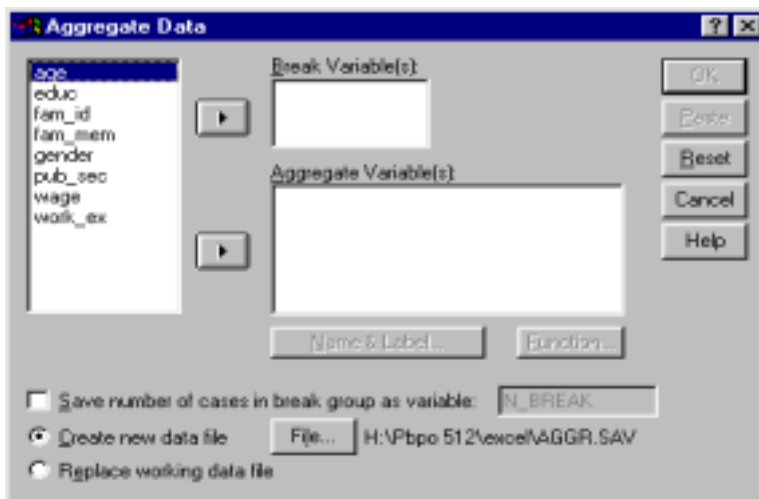 Aggregate Data
age
educ
fam_id
fam_mem
gender
pub_sec
wage
work_ex
Break Variable(s):
Aggregate Variable(s):
OK
Paste
Reset
Cancel
Help
Name & Label...
Function...
Save number of cases in break group as variable: N_BREAK
Create new data file File... H:\Pbpo 512\excel\AGGR.SAV
Replace working data file